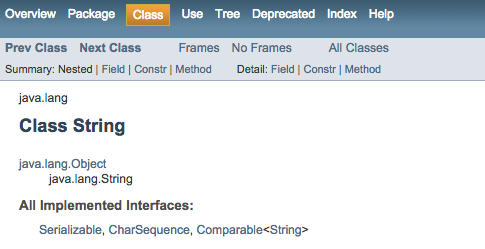 Overview Package Class Use Tree Deprecated Index Help
Prev Class Next Class Frames No Frames All Classes
Summary: Nested | Field | Constr | Method Detail: Field | Constr | Method
java.lang
Class String
java.lang.Object
java.lang.String
All Implemented Interfaces:
Serializable, CharSequence, Comparable<String>